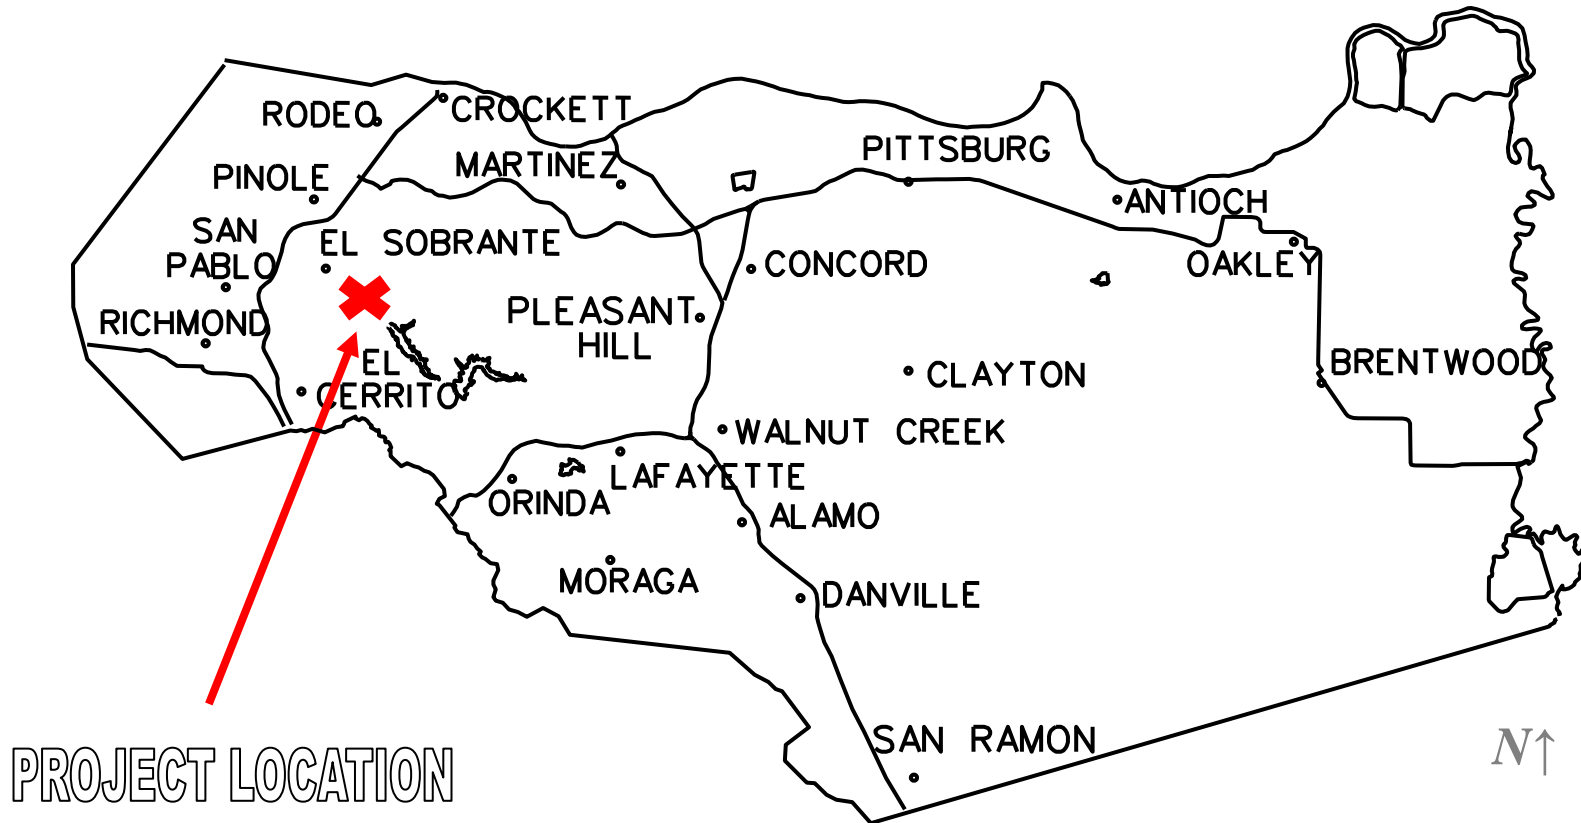 CROCKETT
RODEO
PITTSBURG
MARTINEZ
PINOLE
ANTIOCH
SAN
PABLO
EL SOBRANTE
CONCORD
OAKLEY
RICHMOND
PLEASANT
HILL
EL
CERRITO
BRENTWOOD
CLAYTON
WALNUT CREEK
LAFAYETTE
ORINDA
ALAMO
MORAGA
DANVILLE
SAN RAMON
N↑
PROJECT LOCATION